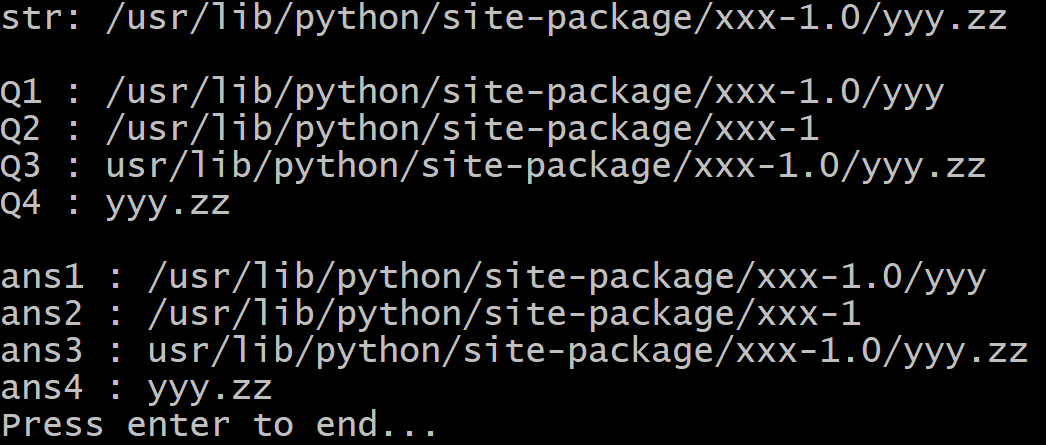 str: /usr/lib/python/site-package/xxx-1.0/yyy.zz
Q1 : /usr/lib/python/site-package/xxx-1.0/yyy
Q2 : /usr/lib/python/site-package/xxx-1
Q3 : usr/lib/python/site-package/xxx-1.0/yyy.zz
Q4 : yyy.zz
ans1 : /usr/lib/python/site-package/xxx-1.0/yyy
ans2 : /usr/lib/python/site-package/xxx-1
ans3 : usr/lib/python/site-package/xxx-1.0/yyy.zz
ans4 : yyy.zz
Press enter to end...